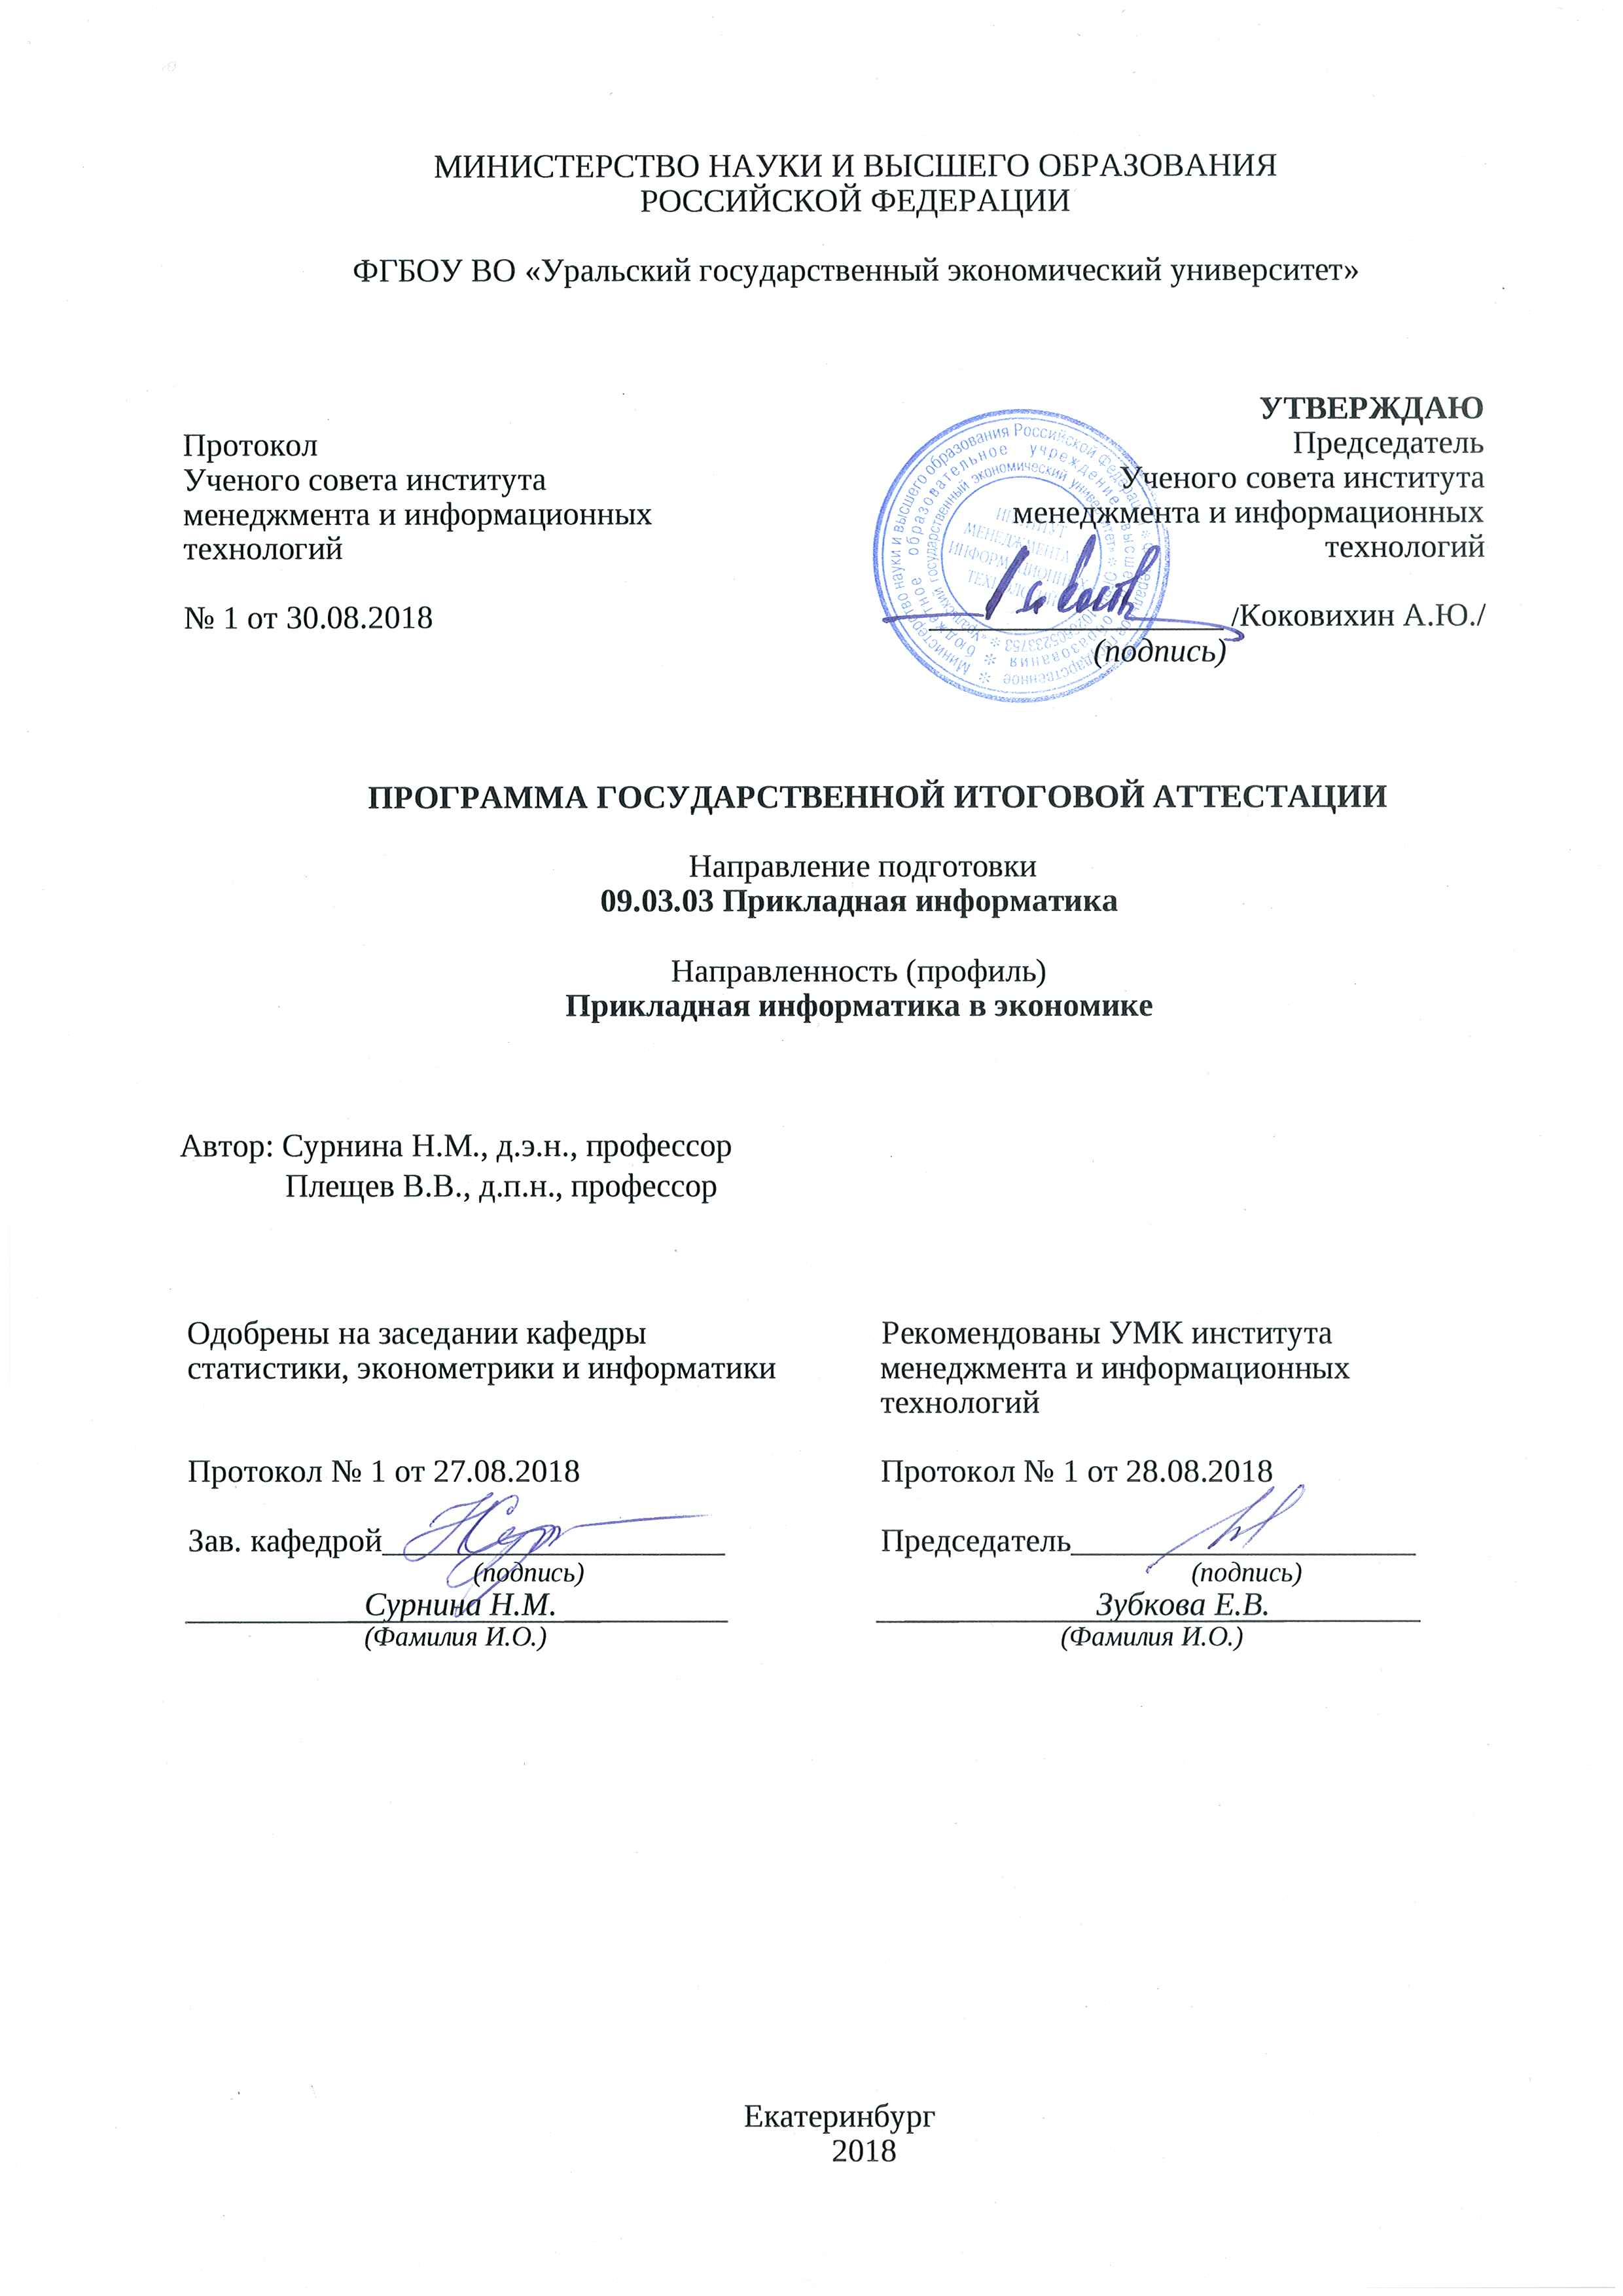 МИНИСТЕРСТВО НАУКИ И ВЫСШЕГО ОБРАЗОВАНИЯ
РОССИЙСКОЙ ФЕДЕРАЦИИ
ФГБОУ ВО «Уральский государственный экономический университет»
Протокол
Ученого совета института
менеджмента и информационных
технологий
№ 1 от 30.08.2018
УТВЕРЖДАЮ
Председатель
Ученого совета института
менеджмента и информационных
технологий
/Коковихин А.Ю./
(подпись)
ПРОГРАММА ГОСУДАРСТВЕННОЙ ИТОГОВОЙ АТТЕСТАЦИИ
Направление подготовки
09.03.03 Прикладная информатика
Направленность (профиль)
Прикладная информатика в экономике
Автор: Сурнина Н.М., д.э.н., профессор
Плещев В.В., д.п.н., профессор
Одобрены на заседании кафедры
статистики, эконометрики и информатики
Протокол № 1 от 27.08.2018
Зав. кафедрой
(подпись)
Сурнина Н.М.
(Фамилия И.О.)
Рекомендованы УМК института
менеджмента и информационных
технологий
Протокол № 1 от 28.08.2018
Председатель
(подпись)
Зубкова Е.В.
(Фамилия И.О.)
Екатеринбург
2018